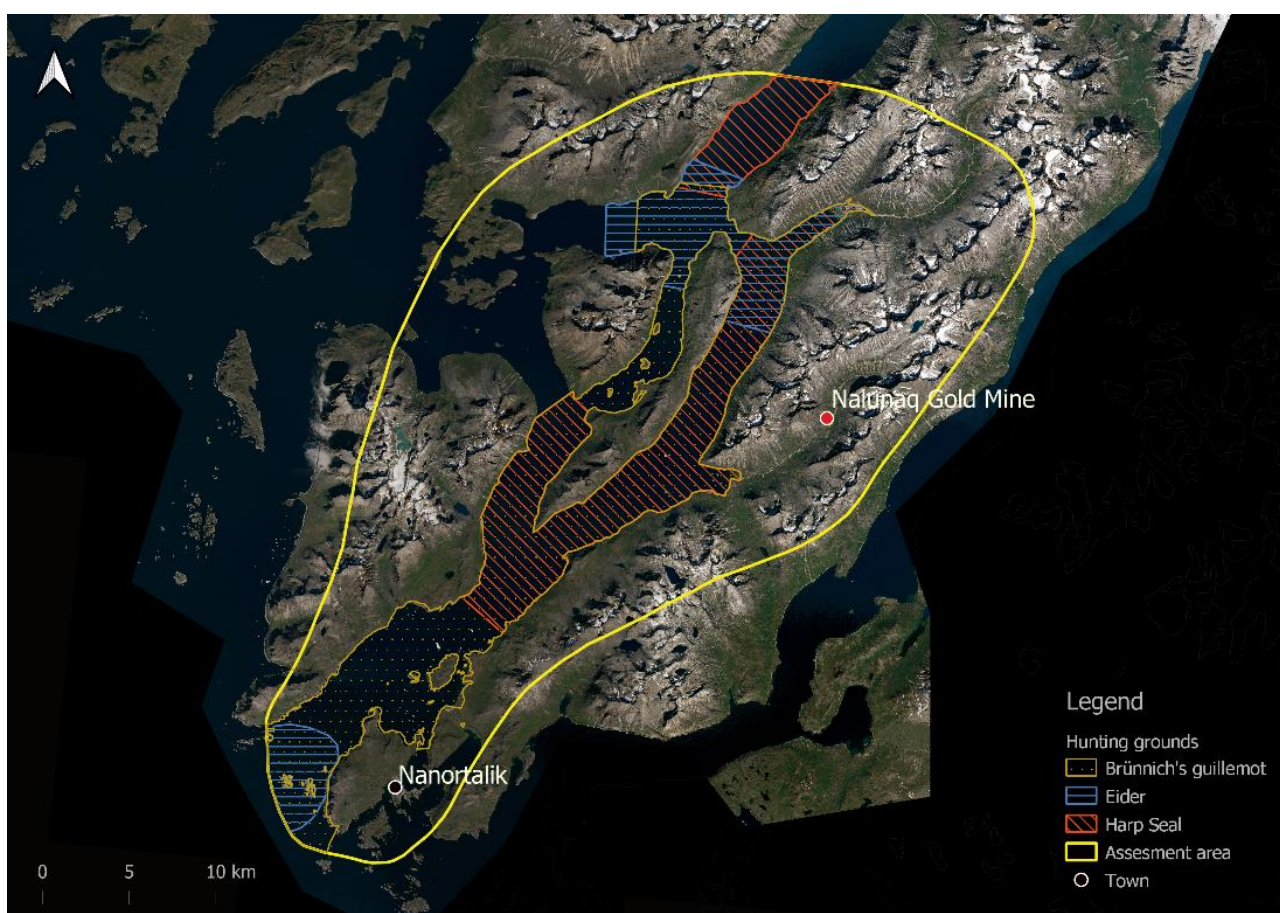 Nalunaq Gold Mine
Nanortalik
0 5 10 km
Legend
Hunting grounds
Brünnich's guillemot
Eider
Harp Seal
Assesment area
Town